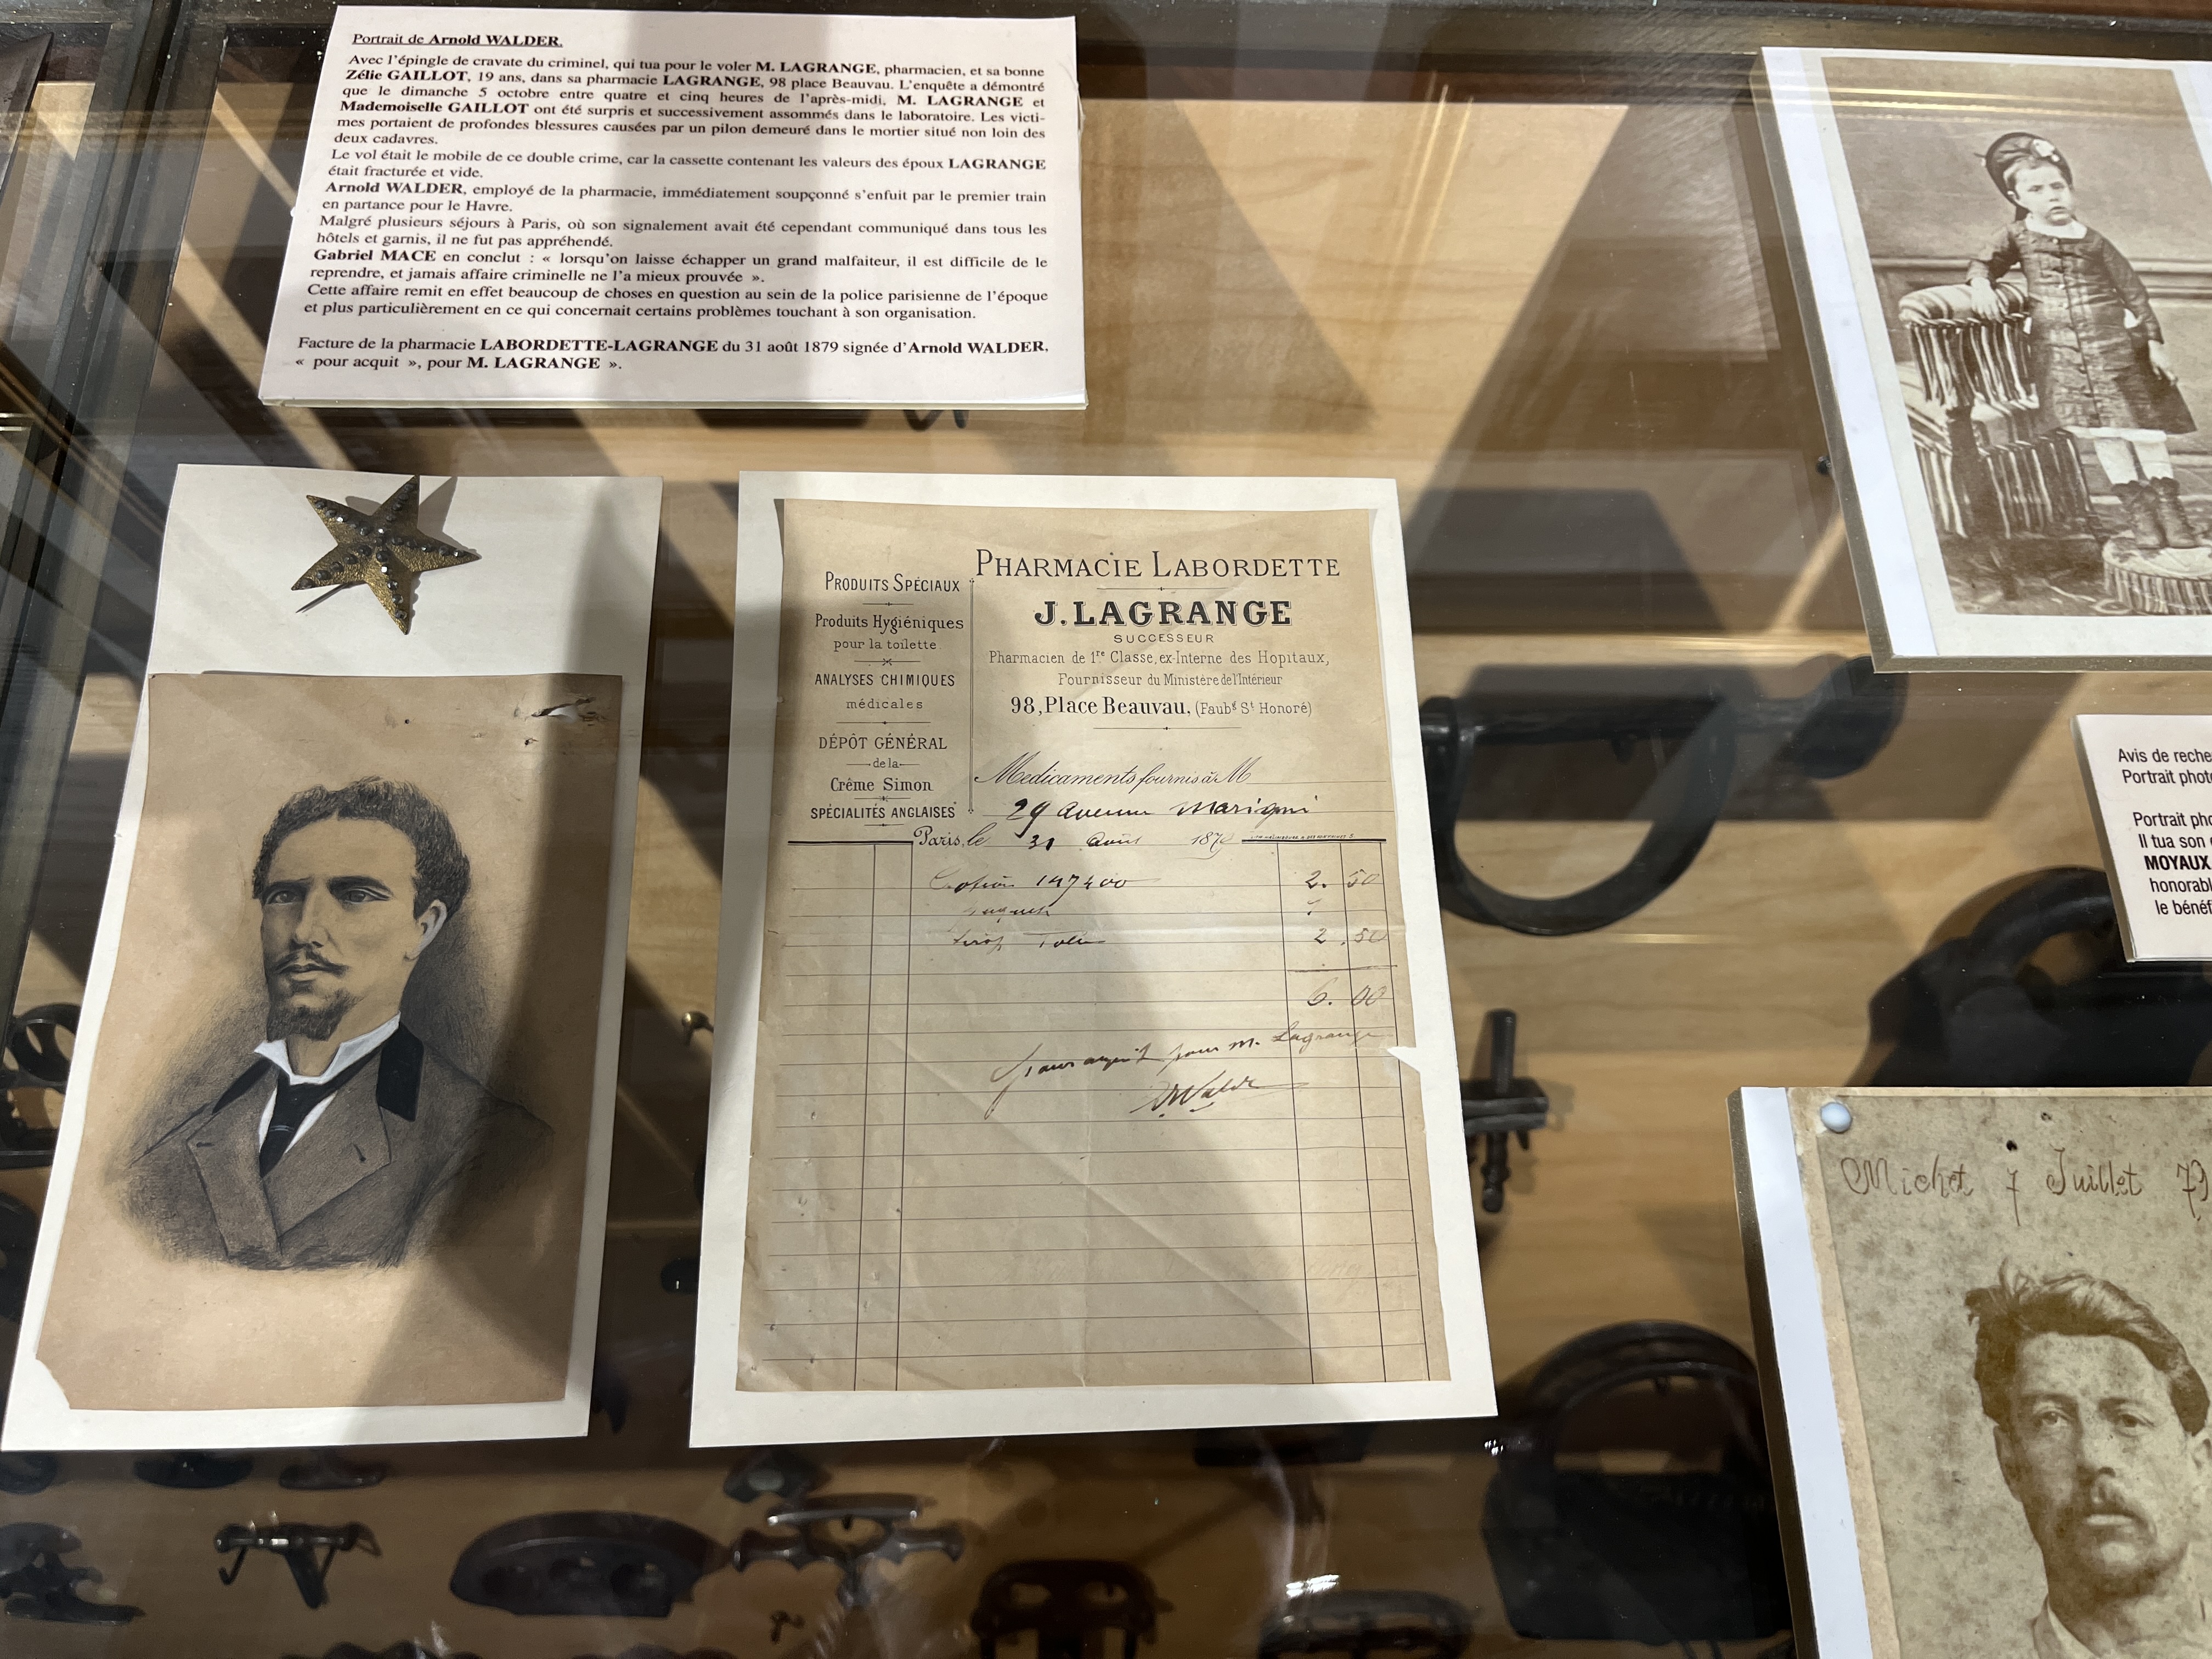 Portrait de Arnold WALDER.
Avec l'épingle de cravate du criminel, qui tua pour le voler M. LAGRANGE, pharmacien, et sa bonne
Zélie GAILLOT, 19 ans, dans sa pharmacie LAGRANGE, 98 place Beauvau. L'enquête a démontré
que le dimanche 5 octobre entre quatre et cinq heures de l'après-midi, M. LAGRANGE et
Mademoiselle GAILLOT ont été surpris et successivement assommés dans le laboratoire. Les victi-
mes portaient de profondes blessures causées par un pilon demeuré dans le mortier situé non loin des
deux cadavres.
Le vol était le mobile de ce double crime, car la cassette contenant les valeurs des époux LAGRANGE
était fracturée et vide.
Arnold WALDER, employé de la pharmacie, immédiatement soupçonné s'enfuit par le premier train
en partance pour le Havre.
Malgré plusieurs séjours à Paris, où son signalement avait été cependant communiqué dans tous les
hôtels et garnis, il ne fut pas appréhendé.
Gabriel MACE en conclut : « lorsqu'on laisse échapper un grand malfaiteur, il est difficile de le
reprendre, et jamais affaire criminelle ne l'a mieux prouvée ».
Cette affaire remit en effet beaucoup de choses en question au sein de la police parisienne de l'époque
et plus particulièrement en ce qui concernait certains problèmes touchant à son organisation.
Facture de la pharmacie LABORDETTE-LAGRANGE du 31 août 1879 signée d'Arnold WALDER,
« pour acquit », pour M. LAGRANGE ».
PRODUITS SPÉCIAUX
Produits Hygiéniques
pour la toilette
ANALYSES CHIMIQUES
médicales
DÉPÔT GÉNÉRAL
de la
Crême Simon
SPÉCIALITÉS ANGLAISES
PHARMACIE LABORDETTE
J. LAGRANGE
SUCCESSEUR
Pharmacien de 1re Classe, ex-Interne des Hopitaux,
Fournisseur du Ministère de l'Intérieur
98, Place Beauvau, (Faubg St Honoré)
Medicaments fournis à M
29 avenue Marigni
Paris, le 31 Août 1879
2. 50
Sirop Tolu 2. 50
6. 00
pour acquit pour M. Lagrange
Walder
Avis de reche
Portrait phot
Portrait pho
Il tua son
MOYAUX
honorabl
le bénéf
Michet 7 Juillet 79